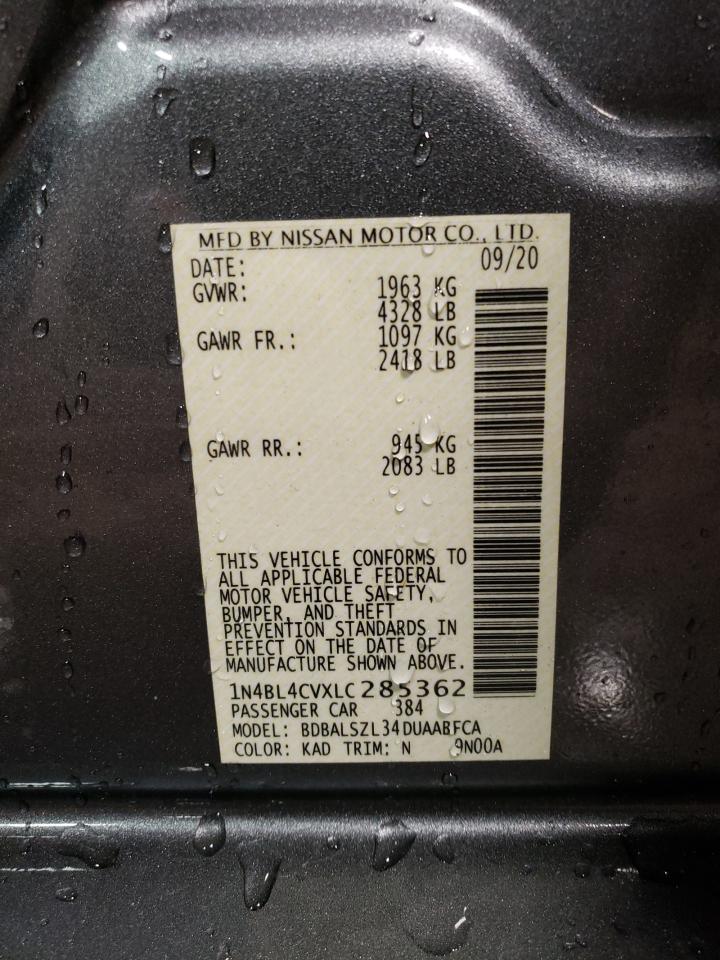 MFD BY NISSAN MOTOR CO., LTD.
DATE: 09/20
GVWR: 1963 KG
4328 LB
GAWR FR.: 1097 KG
2418 LB
GAWR RR.: 945 KG
2083 LB
THIS VEHICLE CONFORMS TO
ALL APPLICABLE FEDERAL
MOTOR VEHICLE SAFETY,
BUMPER, AND THEFT
PREVENTION STANDARDS IN
EFFECT ON THE DATE OF
MANUFACTURE SHOWN ABOVE.
1N4BL4CVXLC285362
PASSENGER CAR 384
MODEL: BDBALSZL34DUAABFCA
COLOR: KAD TRIM: N 9N00A